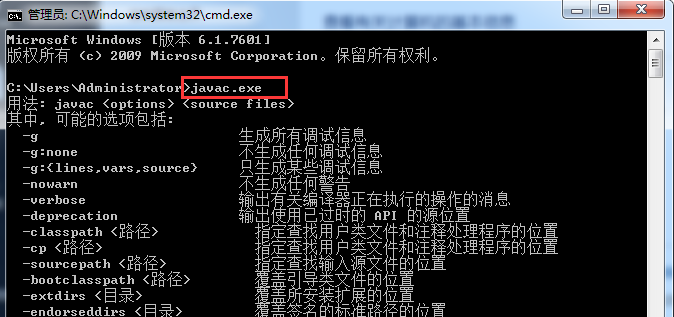 管理员: C:\Windows\system32\cmd.exe
Microsoft Windows [版本 6.1.7601]
版权所有 (c) 2009 Microsoft Corporation。保留所有权利。
C:\Users\Administrator>javac.exe
用法: javac <options> <source files>
其中, 可能的选项包括:
-g 生成所有调试信息
-g:none 不生成任何调试信息
-g:{lines,vars,source} 只生成某些调试信息
-nowarn 不生成任何警告
-verbose 输出有关编译器正在执行的操作的消息
-deprecation 输出使用已过时的 API 的源位置
-classpath <路径> 指定查找用户类文件和注释处理程序的位置
-cp <路径> 指定查找用户类文件和注释处理程序的位置
-sourcepath <路径> 指定查找输入源文件的位置
-bootclasspath <路径> 覆盖引导类文件的位置
-extdirs <目录> 覆盖所安装扩展的位置
-endorseddirs <目录> 覆盖签名的标准路径的位置